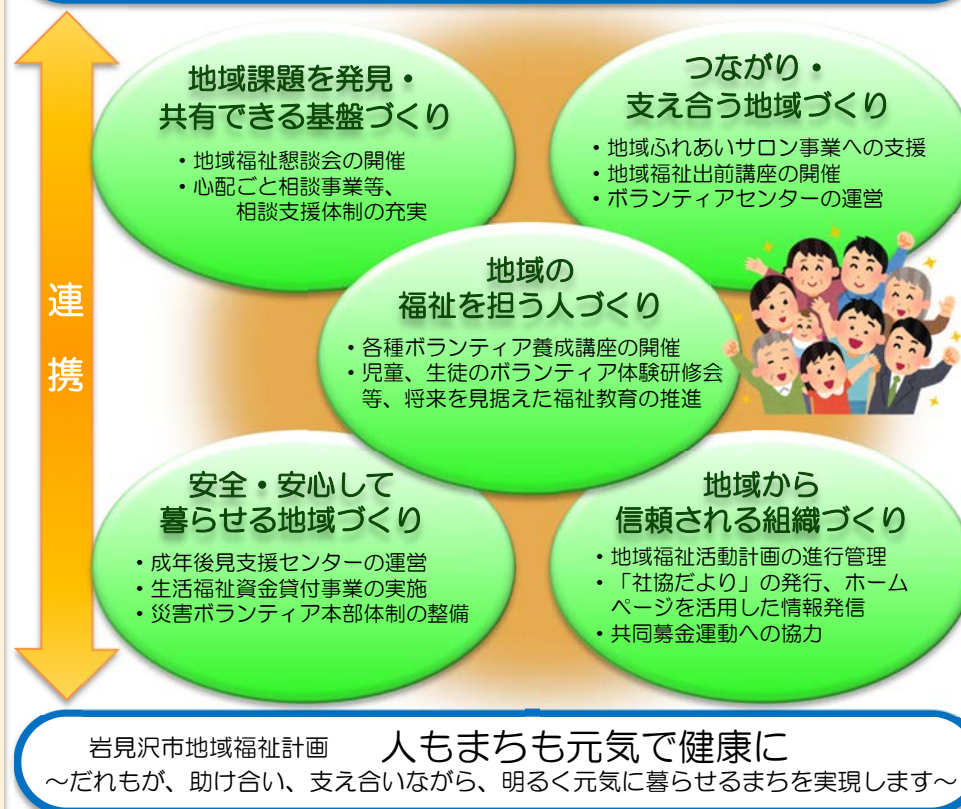 地域課題を発見・
共有できる基盤づくり
・地域福祉懇談会の開催
・心配ごと相談事業等、
相談支援体制の充実
つながり・
支え合う地域づくり
・地域ふれあいサロン事業への支援
・地域福祉出前講座の開催
・ボランティアセンターの運営
連
携
地域の
福祉を担う人づくり
・各種ボランティア養成講座の開催
・児童、生徒のボランティア体験研修会
等、将来を見据えた福祉教育の推進
安全・安心して
暮らせる地域づくり
・成年後見支援センターの運営
・生活福祉資金貸付事業の実施
・災害ボランティア本部体制の整備
地域から
信頼される組織づくり
・地域福祉活動計画の進行管理
・「社協だより」の発行、ホーム
ページを活用した情報発信
・共同募金運動への協力
岩見沢市地域福祉計画 人もまちも元気で健康に
～だれもが、助け合い、支え合いながら、明るく元気に暮らせるまちを実現します～